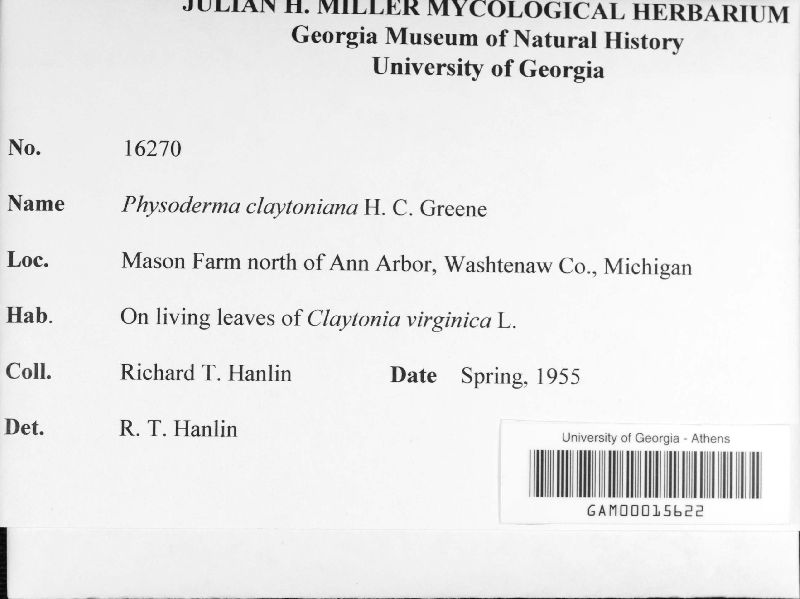 JULIAN H. MILLER MYCOLOGICAL HERBARIUM
Georgia Museum of Natural History
University of Georgia
No. 16270
Name Physoderma claytoniana H. C. Greene
Loc. Mason Farm north of Ann Arbor, Washtenaw Co., Michigan
Hab. On living leaves of Claytonia virginica L.
Coll. Richard T. Hanlin Date Spring, 1955
Det. R. T. Hanlin
University of Georgia - Athens
GAM00015622